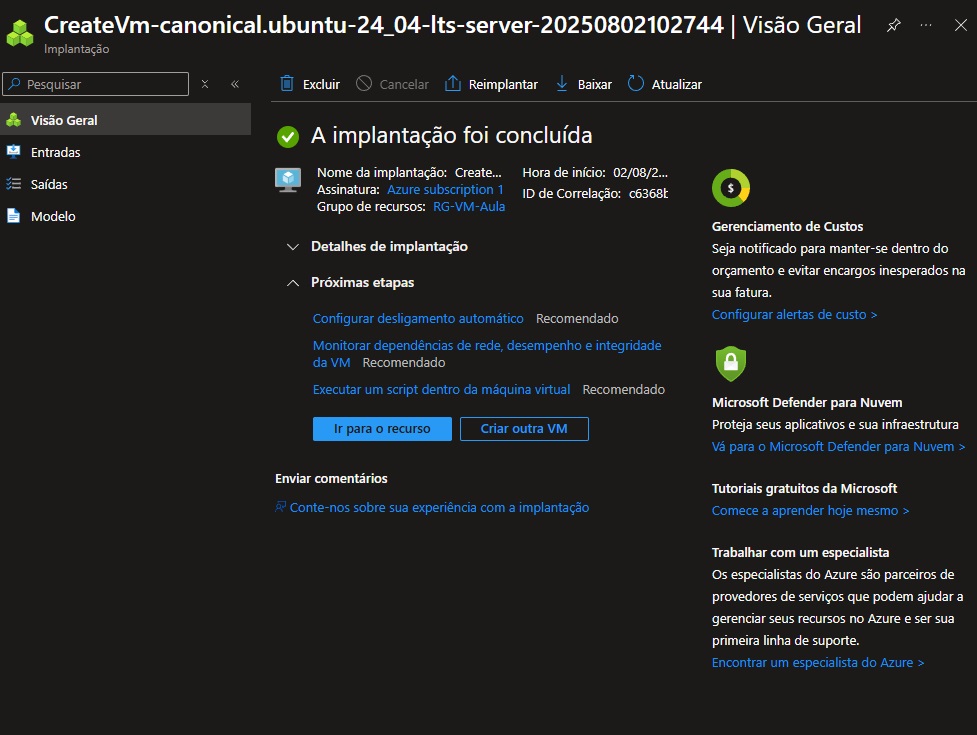 CreateVm-canonical.ubuntu-24_04-lts-server-20250802102744 | Visão Geral
Implantação
Pesquisar
Visão Geral
Entradas
Saídas
Modelo
Excluir Cancelar Reimplantar Baixar Atualizar
A implantação foi concluída
Nome da implantação: Create... Hora de início: 02/08/2...
Assinatura: Azure subscription 1 ID de Correlação: c6368b
Grupo de recursos: RG-VM-Aula
Detalhes de implantação
Próximas etapas
Configurar desligamento automático Recomendado
Monitorar dependências de rede, desempenho e integridade
da VM Recomendado
Executar um script dentro da máquina virtual Recomendado
Ir para o recurso Criar outra VM
Enviar comentários
Conte-nos sobre sua experiência com a implantação
$
Gerenciamento de Custos
Seja notificado para manter-se dentro do
orçamento e evitar encargos inesperados na
sua fatura.
Configurar alertas de custo >
Microsoft Defender para Nuvem
Proteja seus aplicativos e sua infraestrutura
Vá para o Microsoft Defender para Nuvem >
Tutoriais gratuitos da Microsoft
Comece a aprender hoje mesmo >
Trabalhar com um especialista
Os especialistas do Azure são parceiros de
provedores de serviços que podem ajudar a
gerenciar seus recursos no Azure e ser sua
primeira linha de suporte.
Encontrar um especialista do Azure >